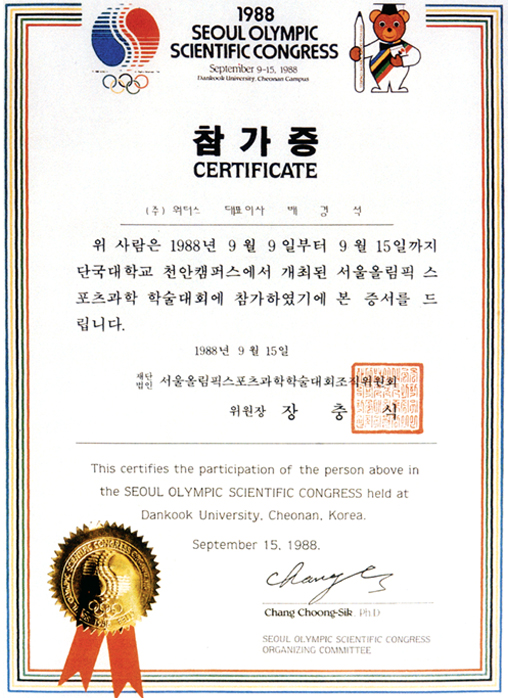 1988
SEOUL OLYMPIC
SCIENTIFIC CONGRESS
September 9-15, 1988
Dankook University, Cheonan Campus
참가증
CERTIFICATE
(주) 워터스 대표이사 배 경 석
위 사람은 1988년 9월 9일부터 9월 15일까지
단국대학교 천안캠퍼스에서 개최된 서울올림픽 스
포츠과학 학술대회에 참가하였기에 본 증서를 드
립니다.
1988년 9월 15일
재단법인 서울올림픽스포츠과학학술대회조직위원회
위원장 장 충 식
This certifies the participation of the person above in
the SEOUL OLYMPIC SCIENTIFIC CONGRESS held at
Dankook University, Cheonan, Korea.
September 15, 1988.
Chang Choong-Sik Ph.D
SEOUL OLYMPIC SCIENTIFIC CONGRESS
ORGANIZING COMMITTEE